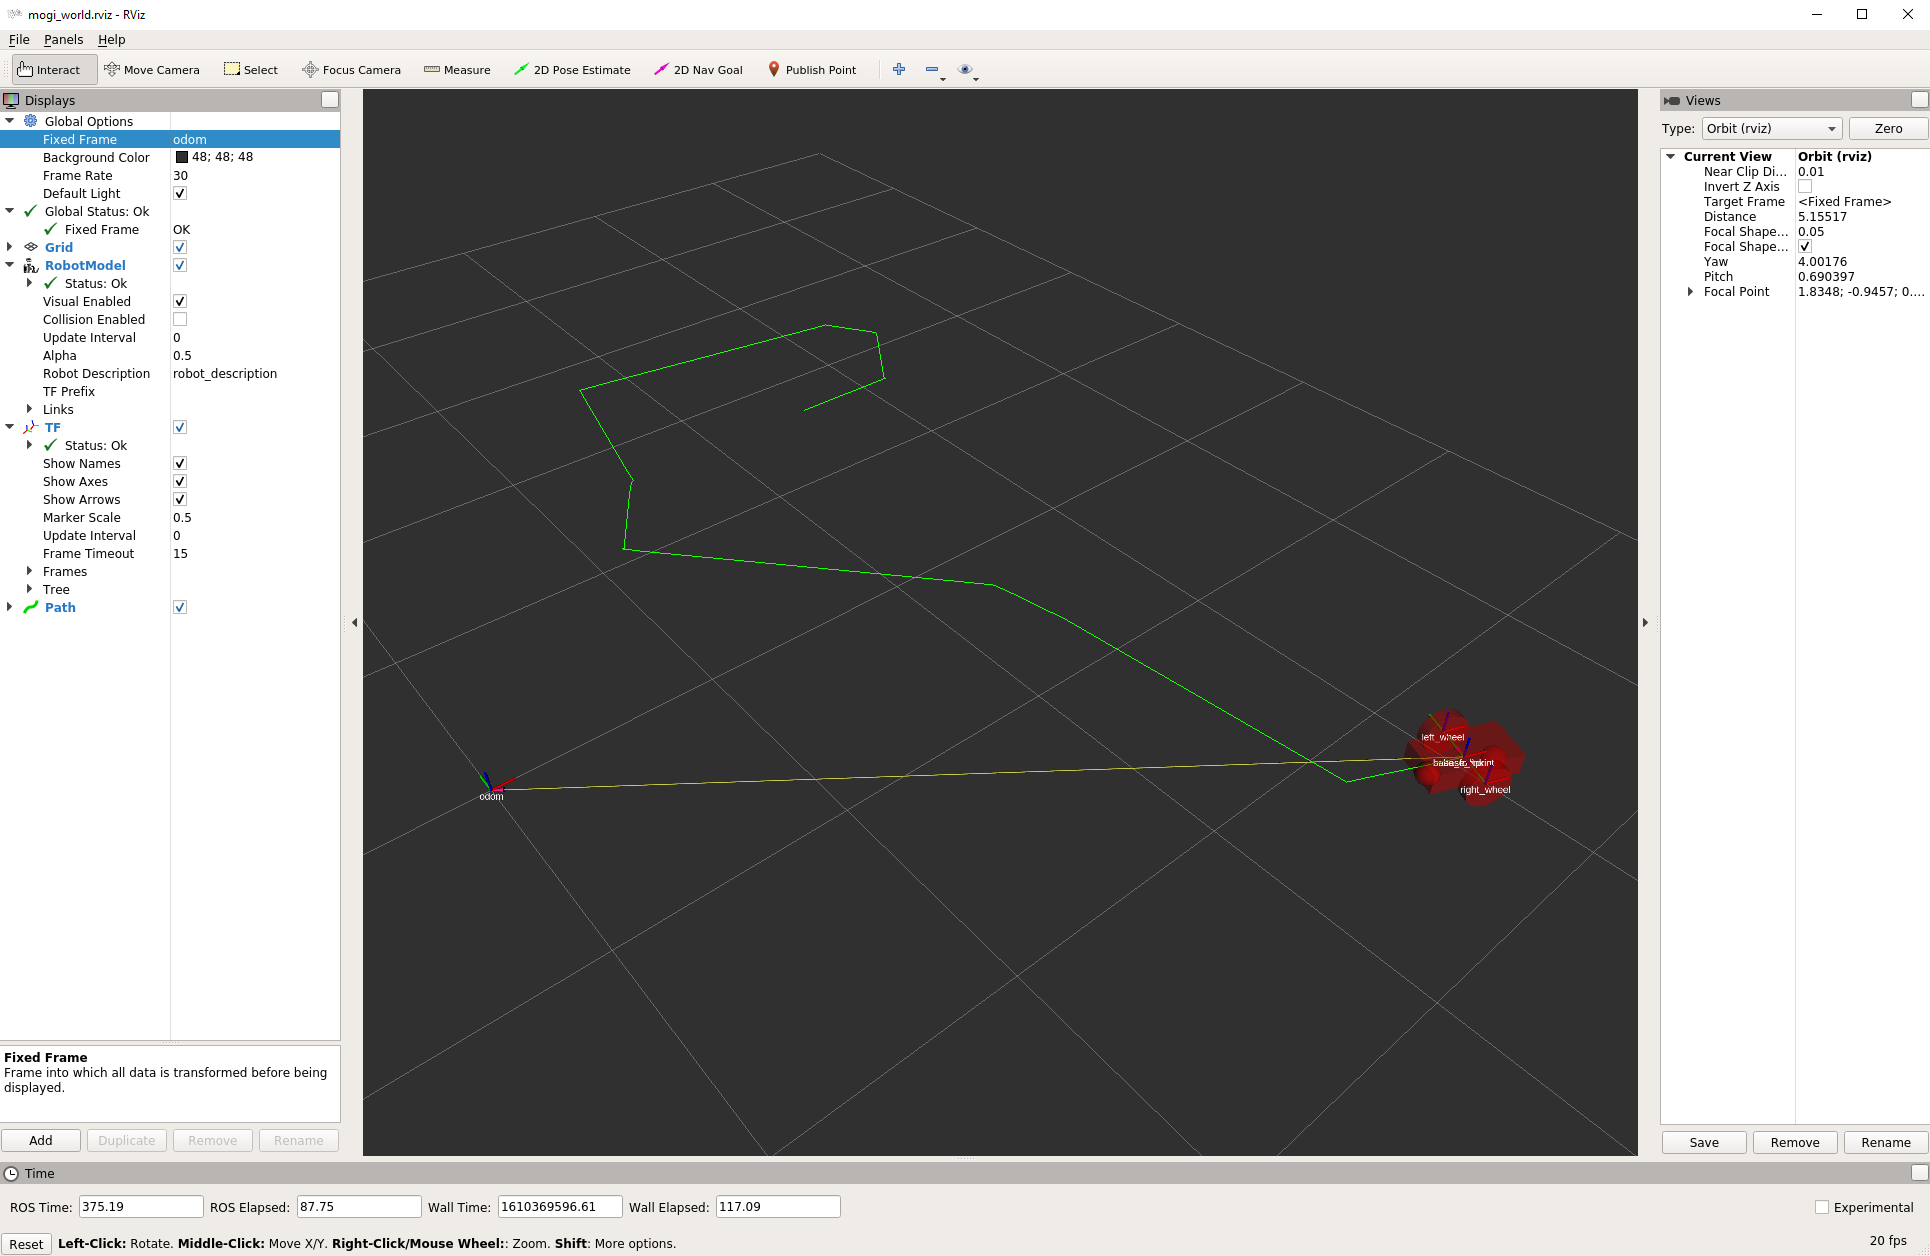 mogi_world.rviz - RViz
File Panels Help
Interact Move Camera Select Focus Camera Measure 2D Pose Estimate 2D Nav Goal Publish Point
Displays
Global Options
Fixed Frame odom
Background Color 48; 48; 48
Frame Rate 30
Default Light
Global Status: Ok
Fixed Frame OK
Grid
RobotModel
Status: Ok
Visual Enabled
Collision Enabled
Update Interval 0
Alpha 0.5
Robot Description robot_description
TF Prefix
Links
TF
Status: Ok
Show Names
Show Axes
Show Arrows
Marker Scale 0.5
Update Interval 0
Frame Timeout 15
Frames
Tree
Path
Fixed Frame
Frame into which all data is transformed before being
displayed.
Add Duplicate Remove Rename
left_wheel
right_wheel
odom
Views
Type: Orbit (rviz) Zero
Current View Orbit (rviz)
Near Clip Di... 0.01
Invert Z Axis
Target Frame <Fixed Frame>
Distance 5.15517
Focal Shape... 0.05
Focal Shape...
Yaw 4.00176
Pitch 0.690397
Focal Point 1.8348; -0.9457; 0....
Save Remove Rename
Time
ROS Time: 375.19 ROS Elapsed: 87.75 Wall Time: 1610369596.61 Wall Elapsed: 117.09 Experimental
Reset Left-Click: Rotate. Middle-Click: Move X/Y. Right-Click/Mouse Wheel:: Zoom. Shift: More options. 20 fps